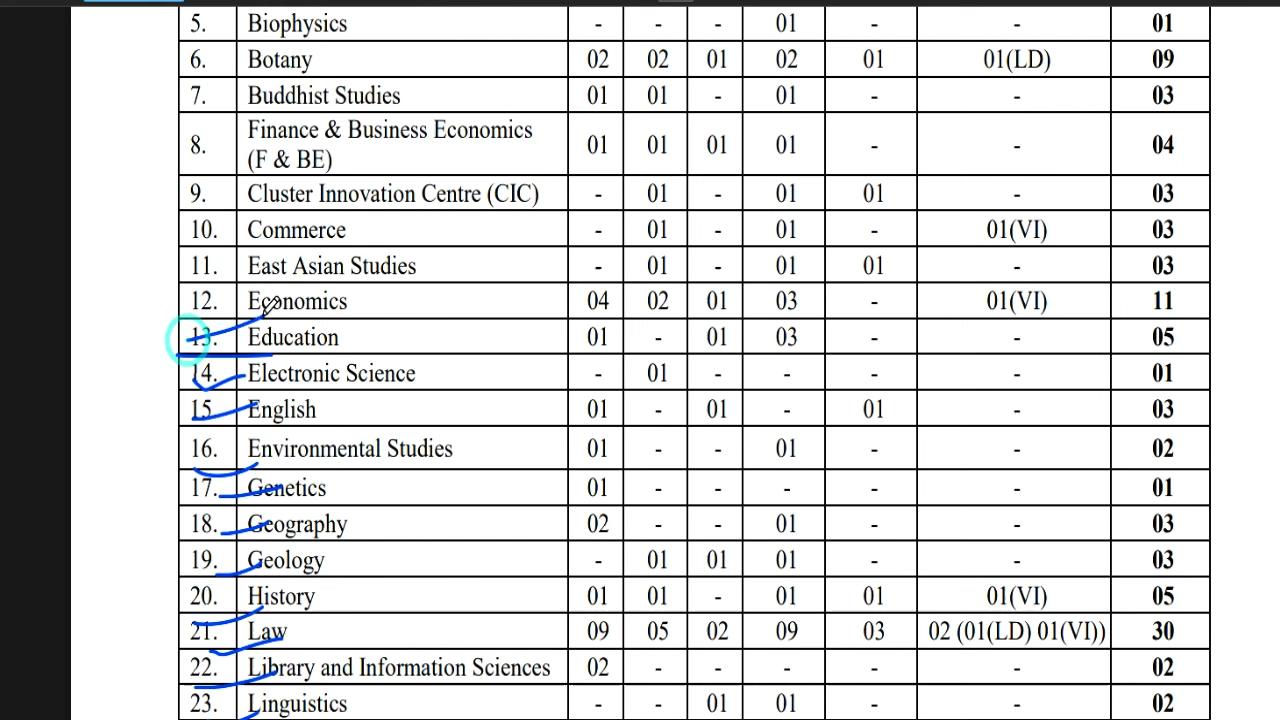 5. Biophysics - - - 01 - - 01
6. Botany 02 02 01 02 01 01(LD) 09
7. Buddhist Studies 01 01 - 01 - - 03
8. Finance & Business Economics (F & BE) 01 01 01 01 - - 04
9. Cluster Innovation Centre (CIC) - 01 - 01 01 - 03
10. Commerce - 01 - 01 - 01(VI) 03
11. East Asian Studies - 01 - 01 01 - 03
12. Economics 04 02 01 03 - 01(VI) 11
13. Education 01 - 01 03 - - 05
14. Electronic Science - 01 - - - - 01
15. English 01 - 01 - 01 - 03
16. Environmental Studies 01 - - 01 - - 02
17. Genetics 01 - - - - - 01
18. Geography 02 - - 01 - - 03
19. Geology - 01 01 01 - - 03
20. History 01 01 - 01 01 01(VI) 05
21. Law 09 05 02 09 03 02 (01(LD) 01(VI)) 30
22. Library and Information Sciences 02 - - - - - 02
23. Linguistics - - 01 01 - - 02